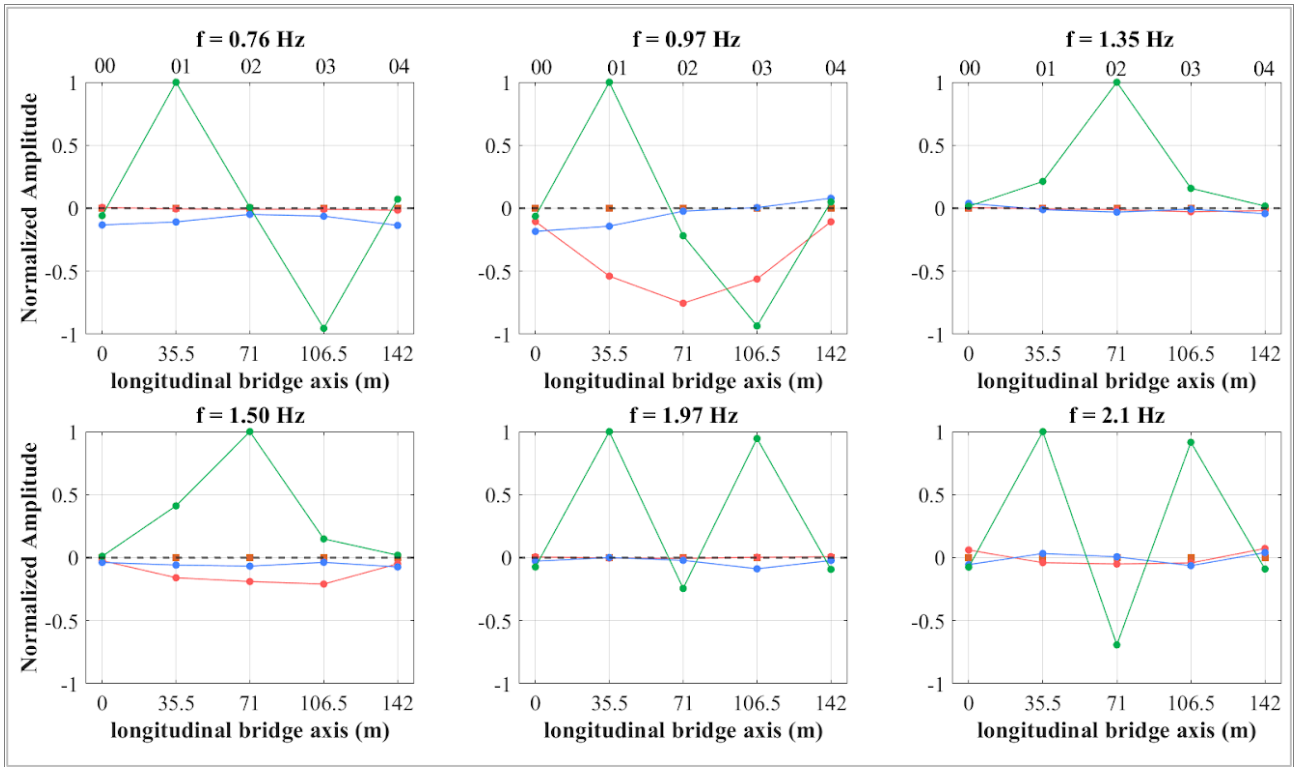 f = 0.76 Hz
f = 0.97 Hz
f = 1.35 Hz
00 01 02 03 04
00 01 02 03 04
00 01 02 03 04
Normalized Amplitude
1
0.5
0
-0.5
-1
0 35.5 71 106.5 142
longitudinal bridge axis (m)
1
0.5
0
-0.5
-1
0 35.5 71 106.5 142
longitudinal bridge axis (m)
1
0.5
0
-0.5
-1
0 35.5 71 106.5 142
longitudinal bridge axis (m)
f = 1.50 Hz
f = 1.97 Hz
f = 2.1 Hz
Normalized Amplitude
1
0.5
0
-0.5
-1
0 35.5 71 106.5 142
longitudinal bridge axis (m)
1
0.5
0
-0.5
-1
0 35.5 71 106.5 142
longitudinal bridge axis (m)
1
0.5
0
-0.5
-1
0 35.5 71 106.5 142
longitudinal bridge axis (m)